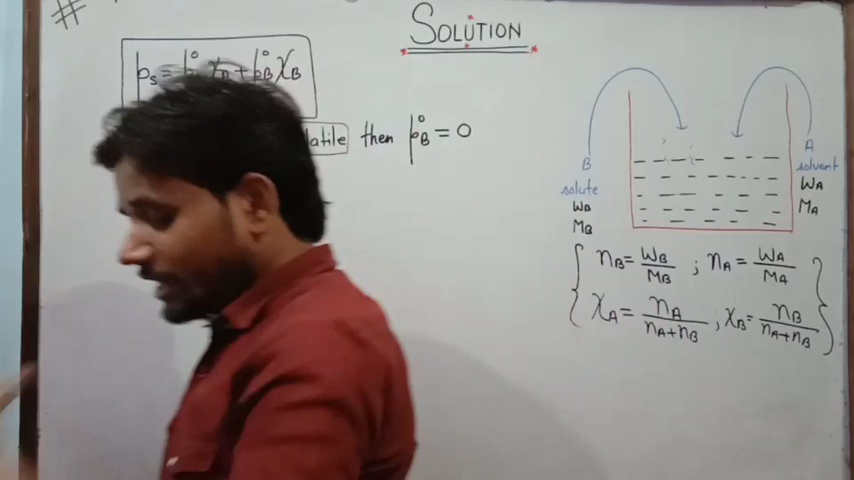 #
SOLUTION
Ps = P°A χA + P°B χB
then P°B = 0
B
solute
WB
MB
A
solvent
WA
MA
nB = WB/MB ; nA = WA/MA
χA = nA/nA+nB ; χB = nB/nA+nB